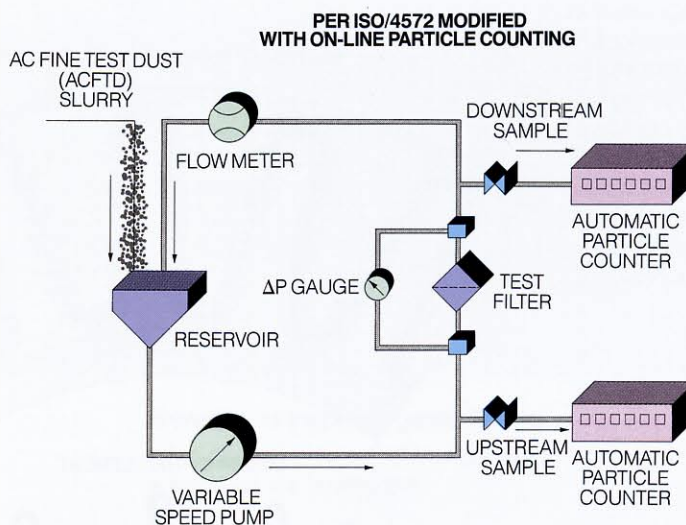 PER ISO/4572 MODIFIED
WITH ON-LINE PARTICLE COUNTING
AC FINE TEST DUST
(ACFTD)
SLURRY
FLOW METER
DOWNSTREAM
SAMPLE
AUTOMATIC
PARTICLE
COUNTER
ΔP GAUGE
TEST
FILTER
RESERVOIR
UPSTREAM
SAMPLE
AUTOMATIC
PARTICLE
COUNTER
VARIABLE
SPEED PUMP